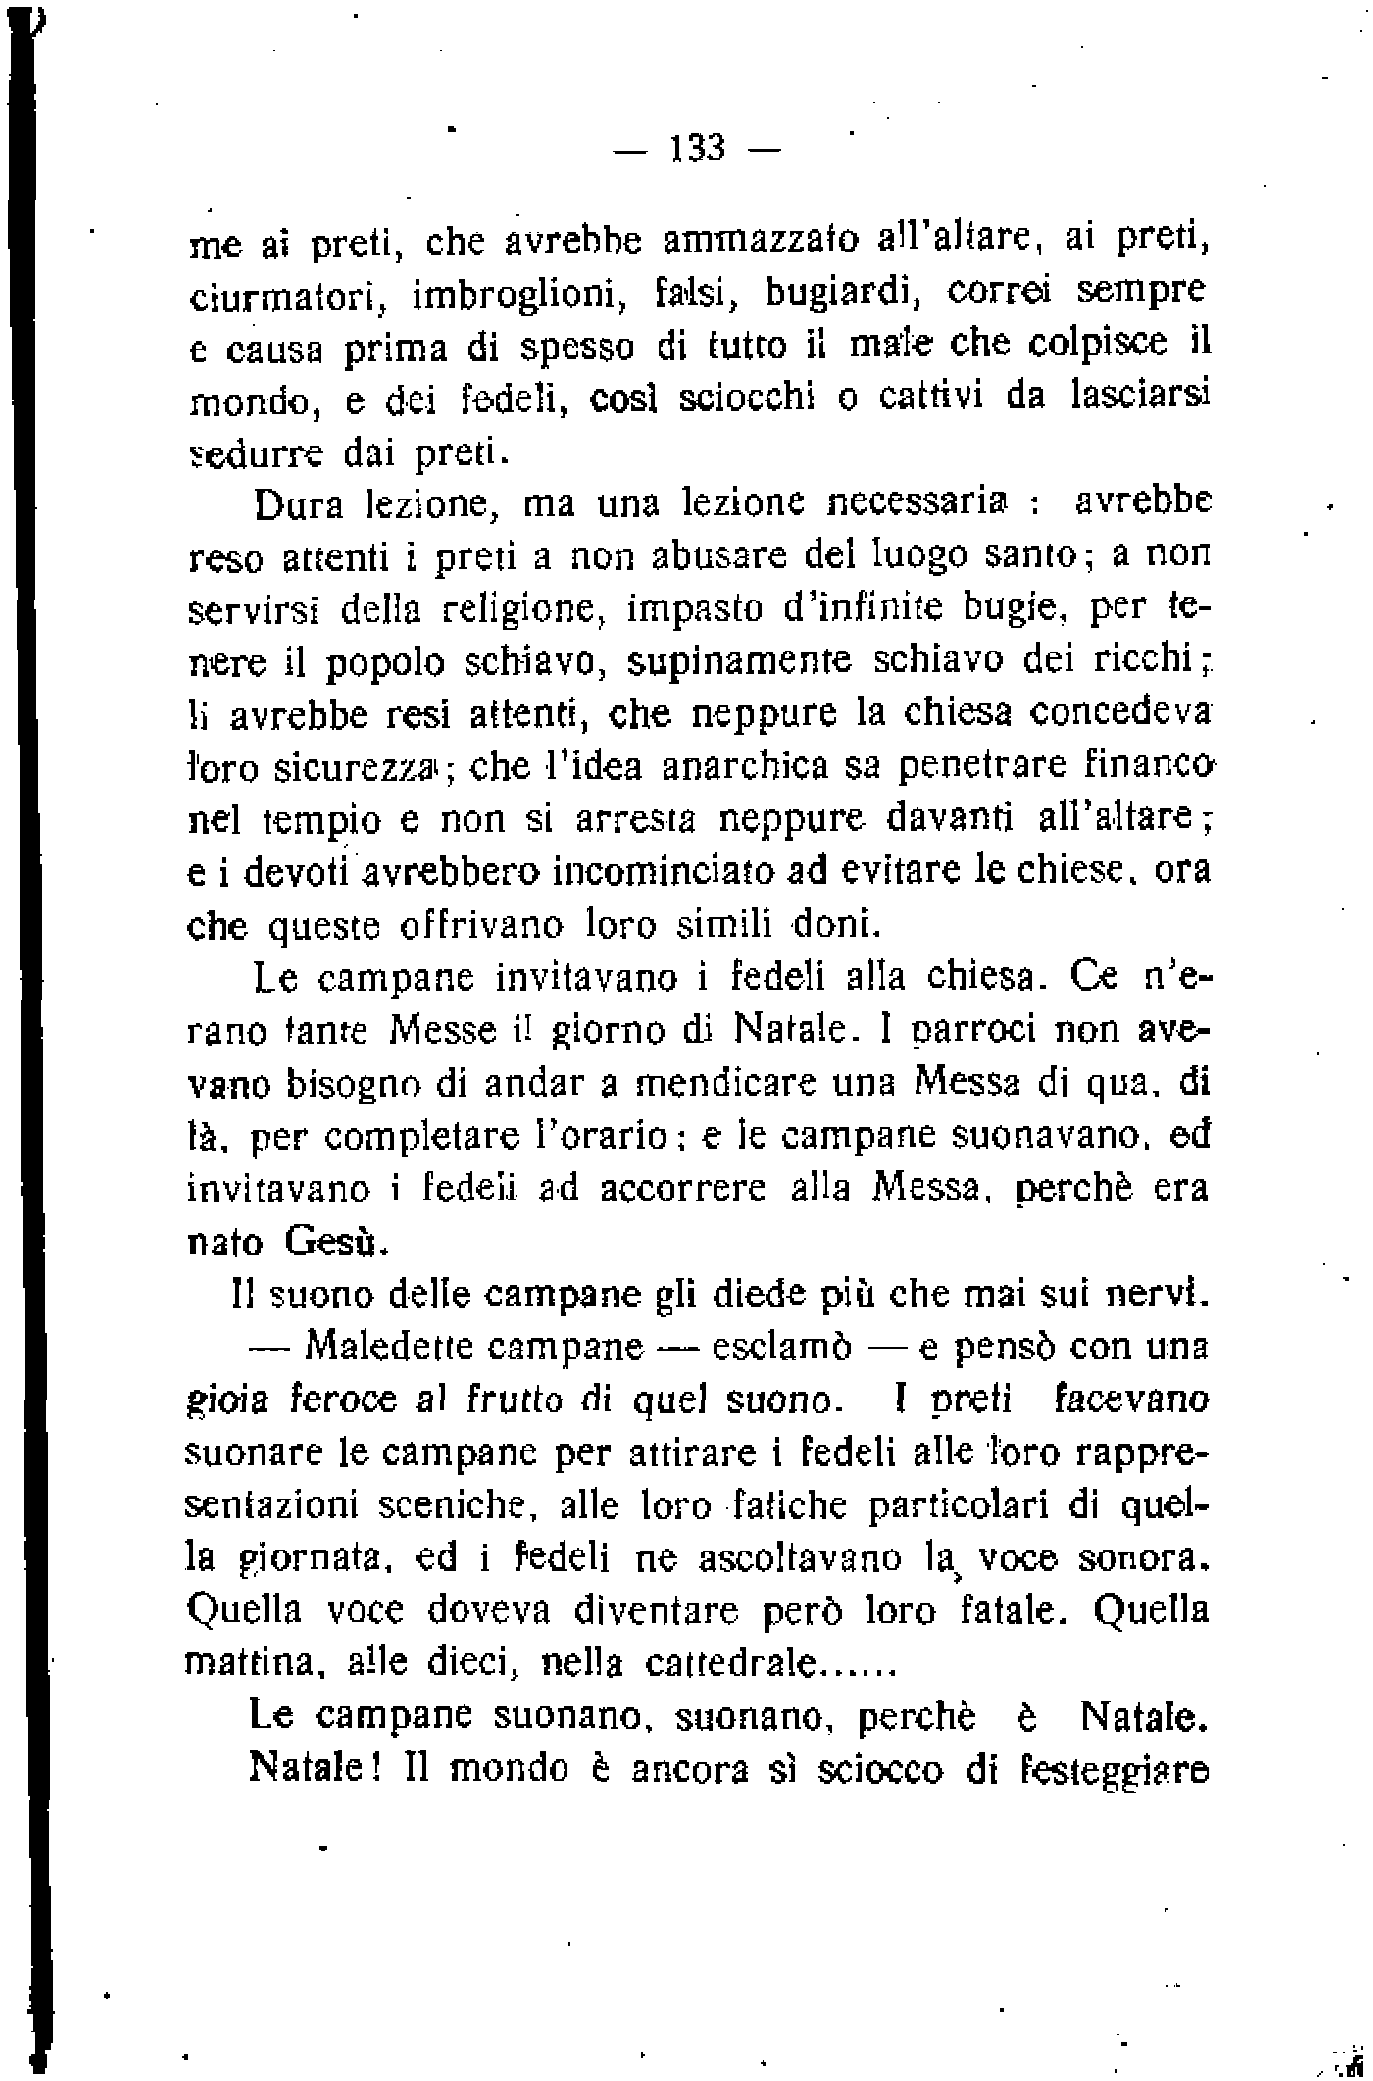 — 133 —
me ai preti, che avrebbe ammazzato all'altare, ai preti,
ciurmatori, imbroglioni, falsi, bugiardi, correi sempre
e causa prima di spesso di tutto il male che colpisce il
mondo, e dei fedeli, così sciocchi o cattivi da lasciarsi
sedurre dai preti.
Dura lezione, ma una lezione necessaria : avrebbe
reso attenti i preti a non abusare del luogo santo; a non
servirsi della religione, impasto d'infinite bugie, per te-
nere il popolo schiavo, supinamente schiavo dei ricchi;
li avrebbe resi attenti, che neppure la chiesa concedeva
loro sicurezza; che l'idea anarchica sa penetrare financo
nel tempio e non si arresta neppure davanti all'altare;
e i devoti avrebbero incominciato ad evitare le chiese, ora
che queste offrivano loro simili doni.
Le campane invitavano i fedeli alla chiesa. Ce n'e-
rano tante Messe il giorno di Natale. I parroci non ave-
vano bisogno di andar a mendicare una Messa di qua, di
là, per completare l'orario; e le campane suonavano, ed
invitavano i fedeli ad accorrere alla Messa, perchè era
nato Gesù.
Il suono delle campane gli diede più che mai sui nervi.
— Maledette campane — esclamò — e pensò con una
gioia feroce al frutto di quel suono. I preti facevano
suonare le campane per attirare i fedeli alle loro rappre-
sentazioni sceniche, alle loro fatiche particolari di quel-
la giornata, ed i fedeli ne ascoltavano la voce sonora.
Quella voce doveva diventare però loro fatale. Quella
mattina, alle dieci, nella cattedrale......
Le campane suonano, suonano, perchè è Natale.
Natale! Il mondo è ancora sì sciocco di festeggiare